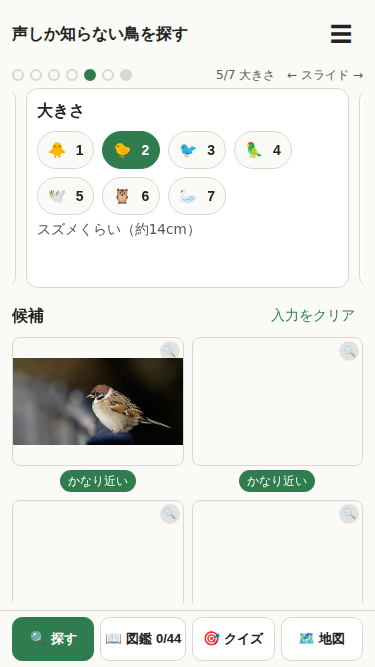 声しか知らない鳥を探す
5/7 大きさ ← スライド →
大きさ
1 2 3 4
5 6 7
スズメくらい（約14cm）
候補 入力をクリア
かなり近い かなり近い
探す 図鑑 0/44 クイズ 地図